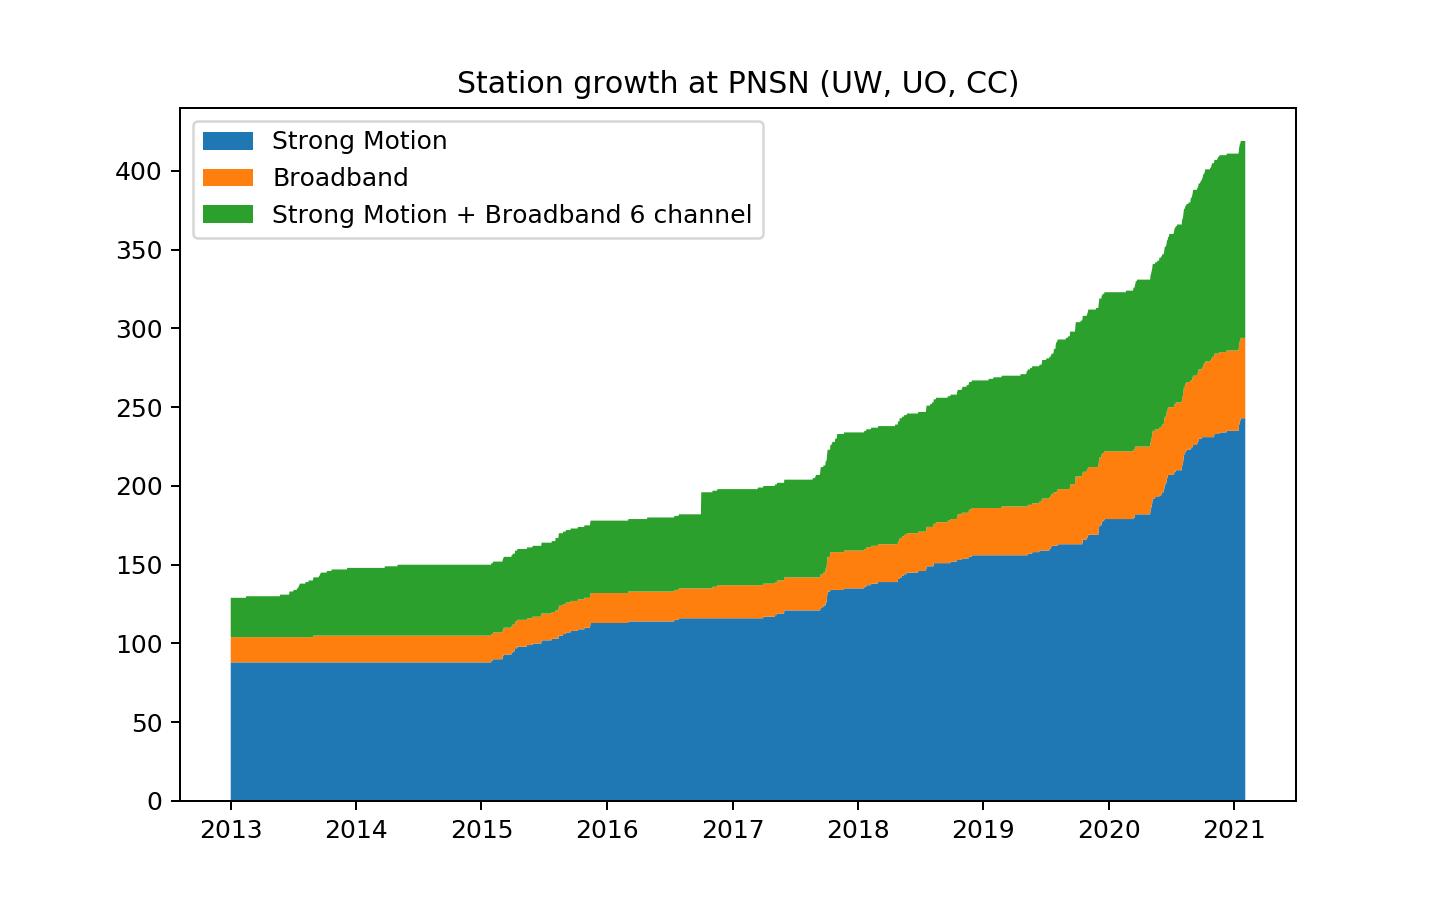 Station growth at PNSN (UW, UO, CC)
Strong Motion
Broadband
Strong Motion + Broadband 6 channel
400
350
300
250
200
150
100
50
0
2013 2014 2015 2016 2017 2018 2019 2020 2021